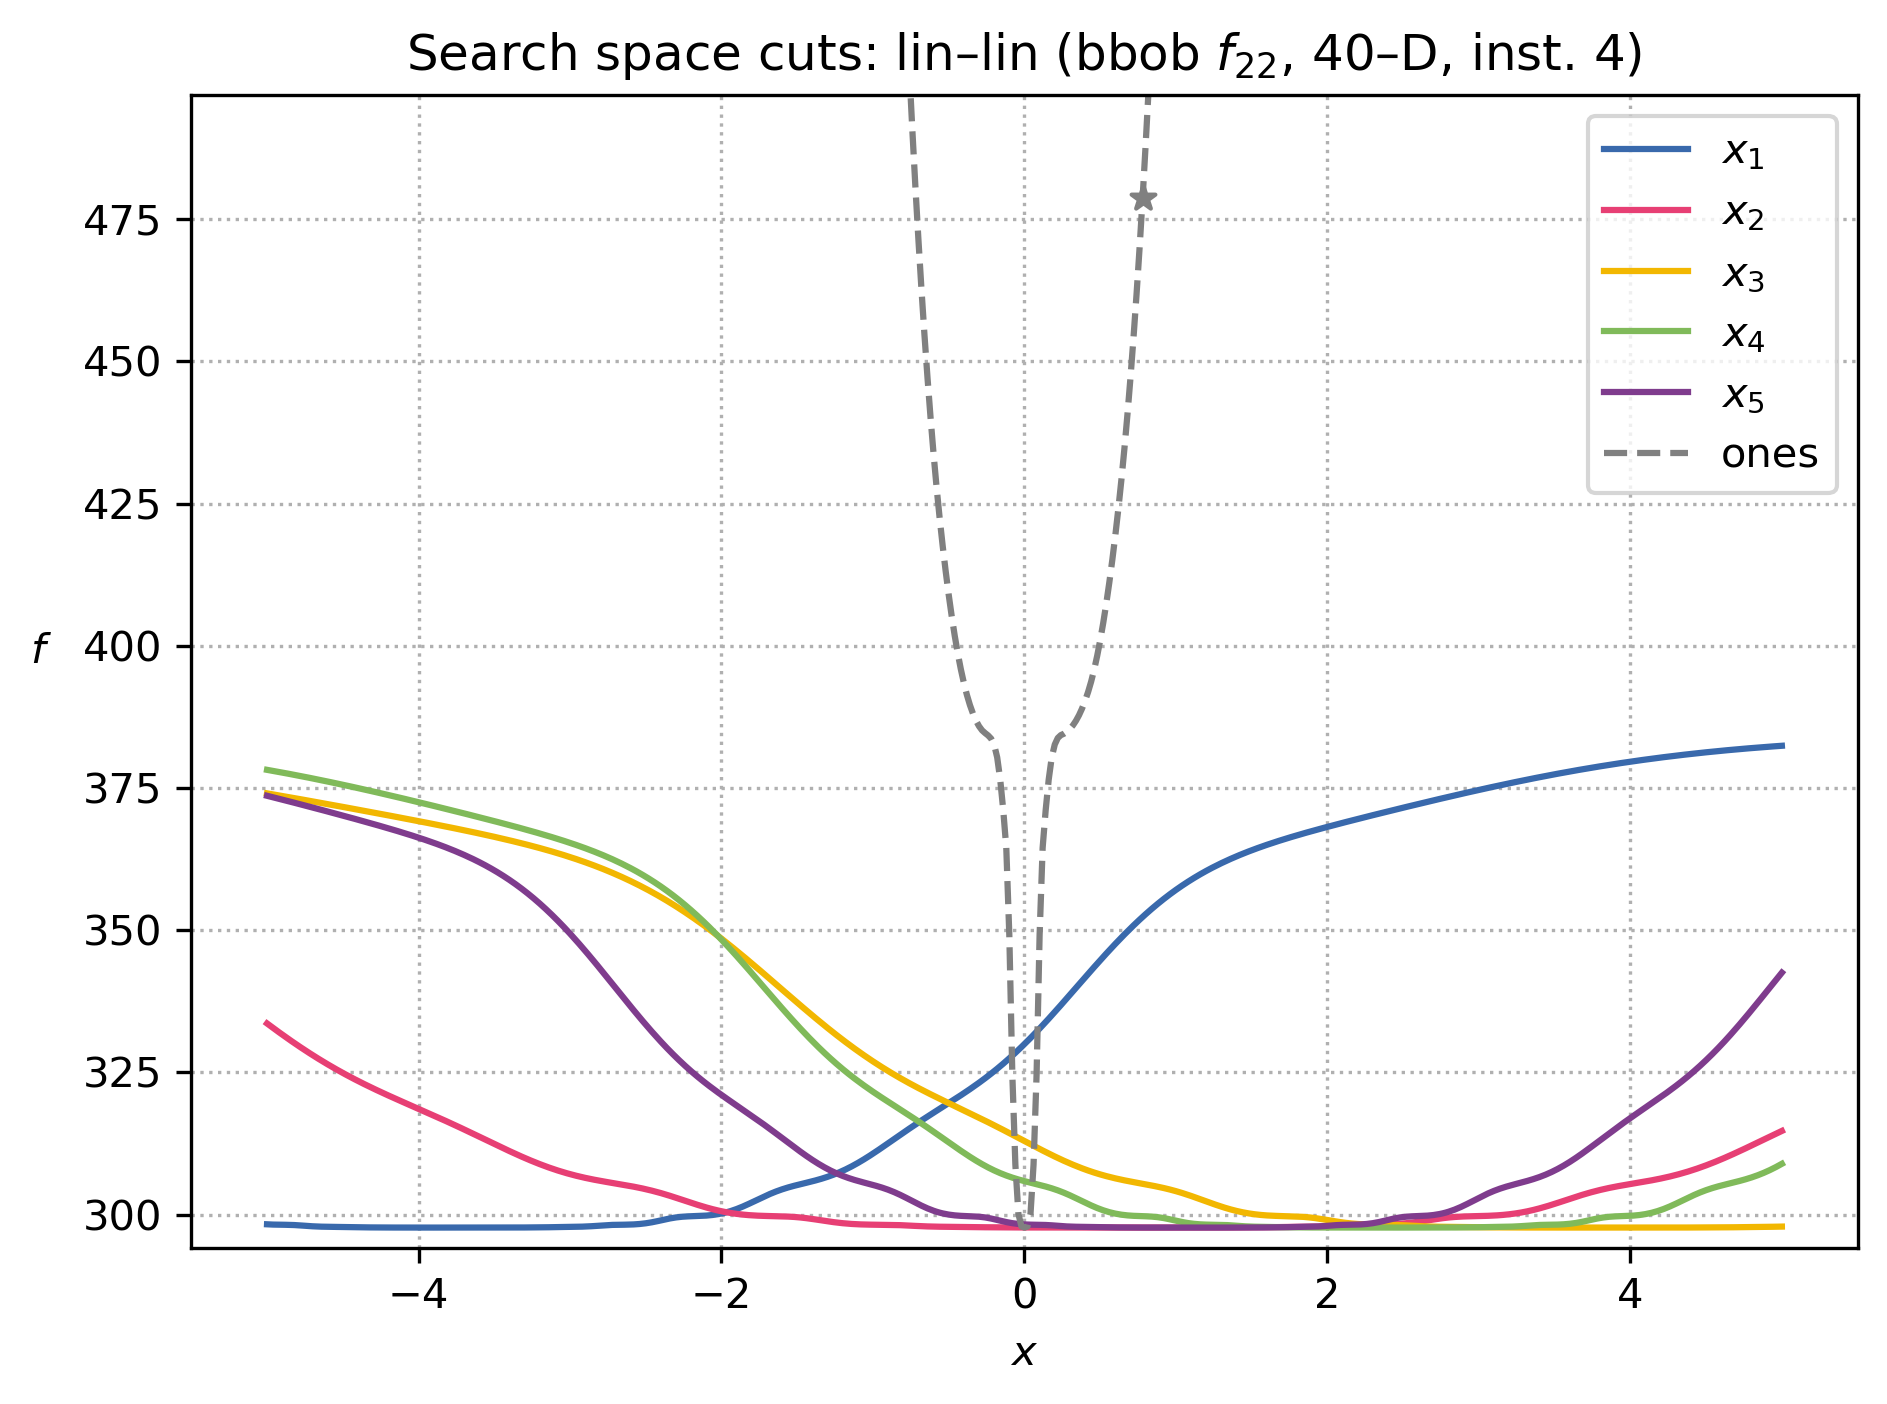 Search space cuts: lin–lin (bbob f22, 40–D, inst. 4)
x1
x2
x3
x4
x5
ones
475
450
425
400
375
350
325
300
f
−4 −2 0 2 4
x